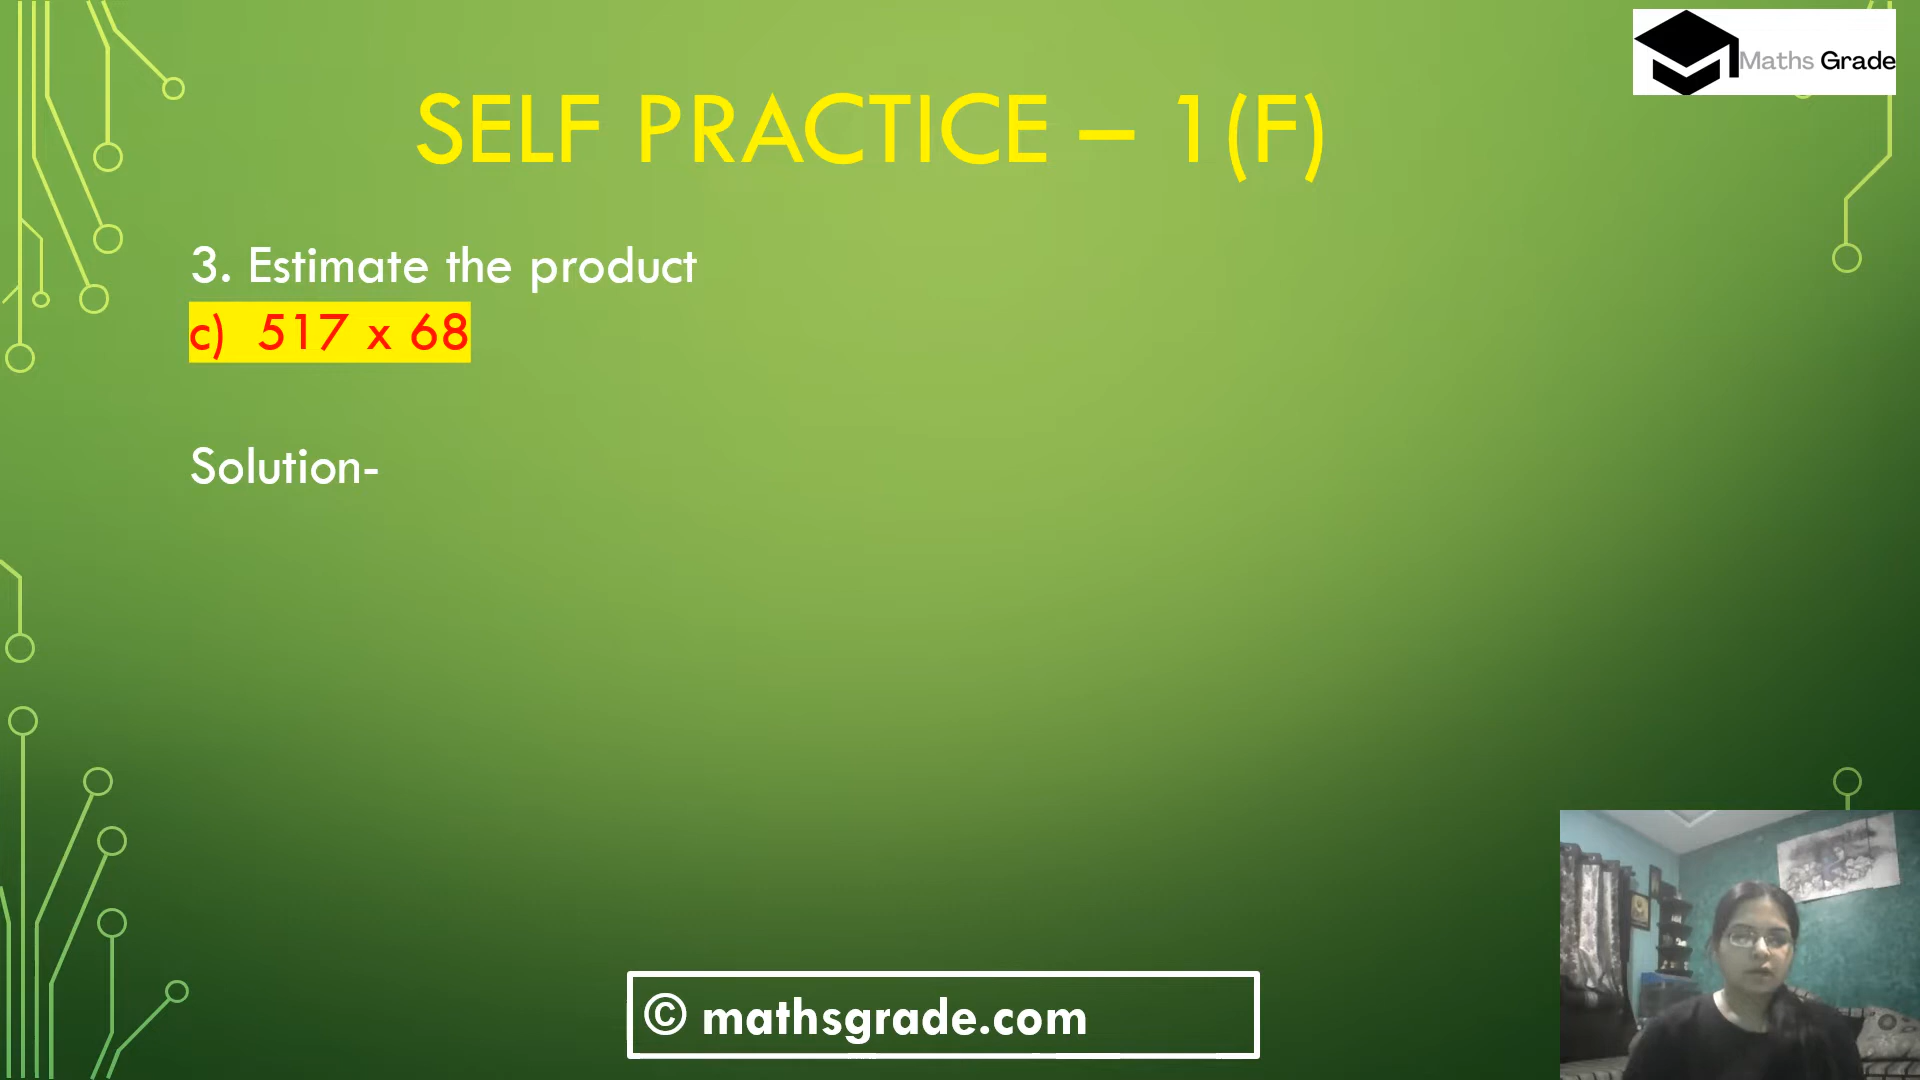 Maths Grade
SELF PRACTICE – 1(F)
3. Estimate the product
c) 517 x 68
Solution-
© mathsgrade.com